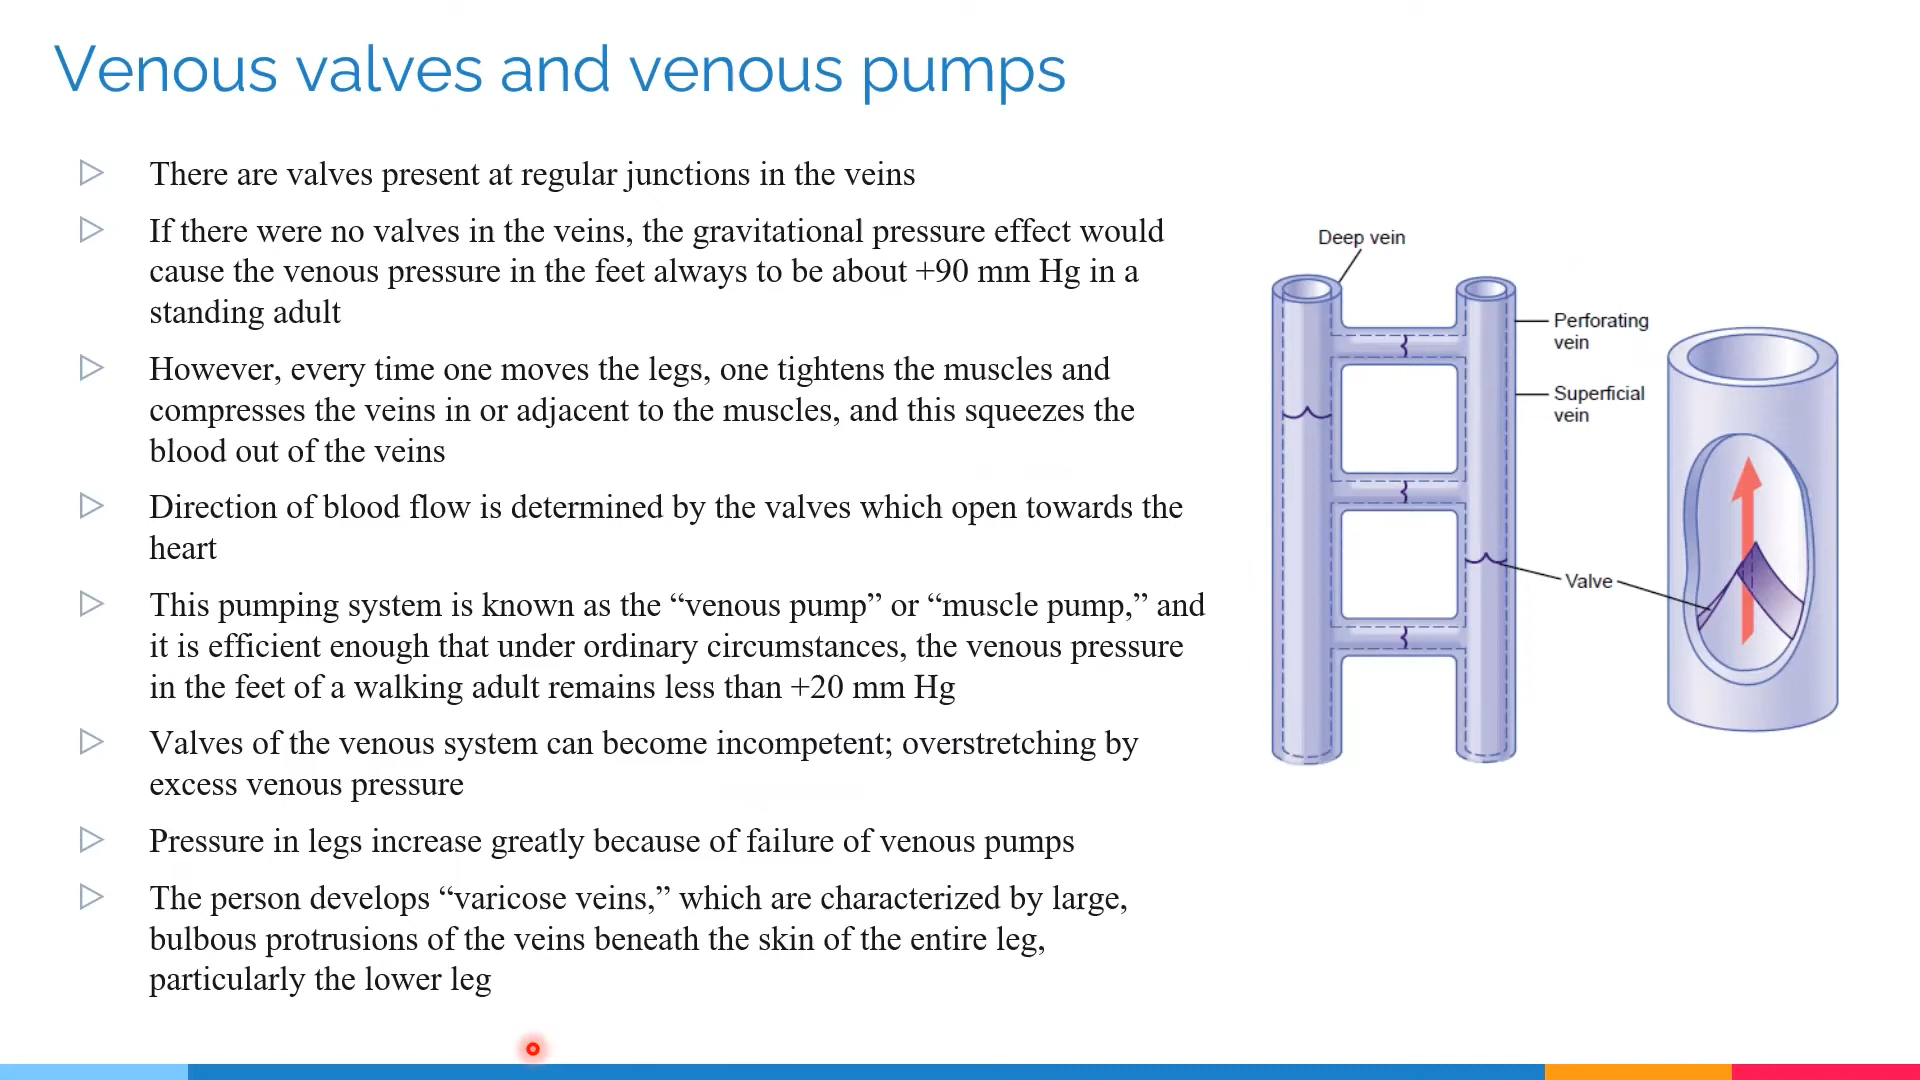 Venous valves and venous pumps
There are valves present at regular junctions in the veins
If there were no valves in the veins, the gravitational pressure effect would
cause the venous pressure in the feet always to be about +90 mm Hg in a
standing adult
However, every time one moves the legs, one tightens the muscles and
compresses the veins in or adjacent to the muscles, and this squeezes the
blood out of the veins
Direction of blood flow is determined by the valves which open towards the
heart
This pumping system is known as the “venous pump” or “muscle pump,” and
it is efficient enough that under ordinary circumstances, the venous pressure
in the feet of a walking adult remains less than +20 mm Hg
Valves of the venous system can become incompetent; overstretching by
excess venous pressure
Pressure in legs increase greatly because of failure of venous pumps
The person develops “varicose veins,” which are characterized by large,
bulbous protrusions of the veins beneath the skin of the entire leg,
particularly the lower leg
Deep vein
Perforating
vein
Superficial
vein
Valve